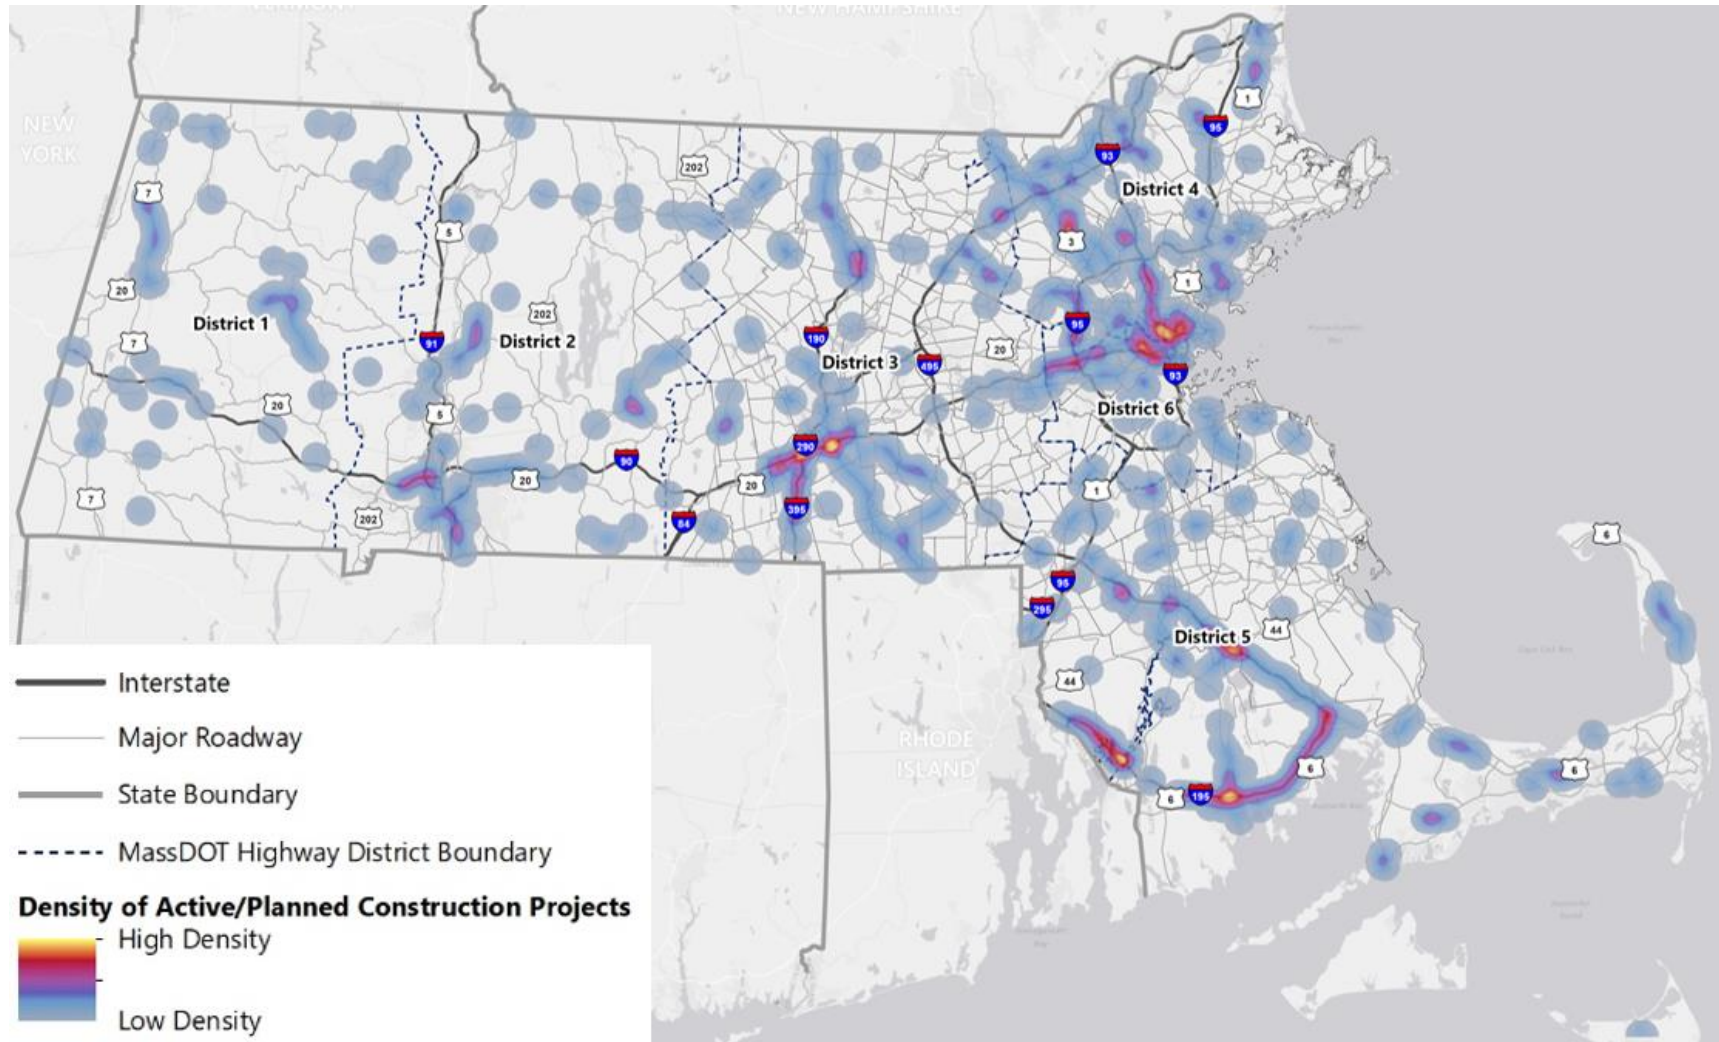 VERMONT
NEW HAMPSHIRE
NEW
YORK
1
95
93
202
7
District 4
5
3
20
1
District 1
202
District 2
91
7
95
190
20
District 3
495
93
20
5
District 6
290
90
20
20
1
7
202
84
395
6
95
295
District 5
44
44
RHODE
ISLAND
6
6
195
6
Interstate
Major Roadway
State Boundary
MassDOT Highway District Boundary
Density of Active/Planned Construction Projects
High Density
Low Density